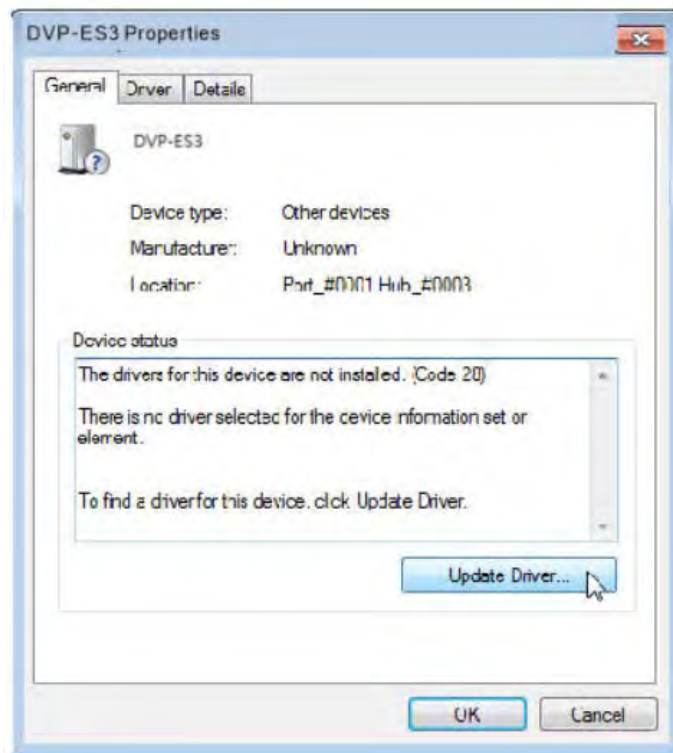 DVP-ES3 Properties
General Driver Details
DVP-ES3
Device type: Other devices
Manufacturer: Unknown
Location: Port_#0001.Hub_#0003
Device status
The drivers for this device are not installed. (Code 28)
There is no driver selected for the device information set or
element.
To find a driver for this device, click Update Driver.
Update Driver...
OK Cancel